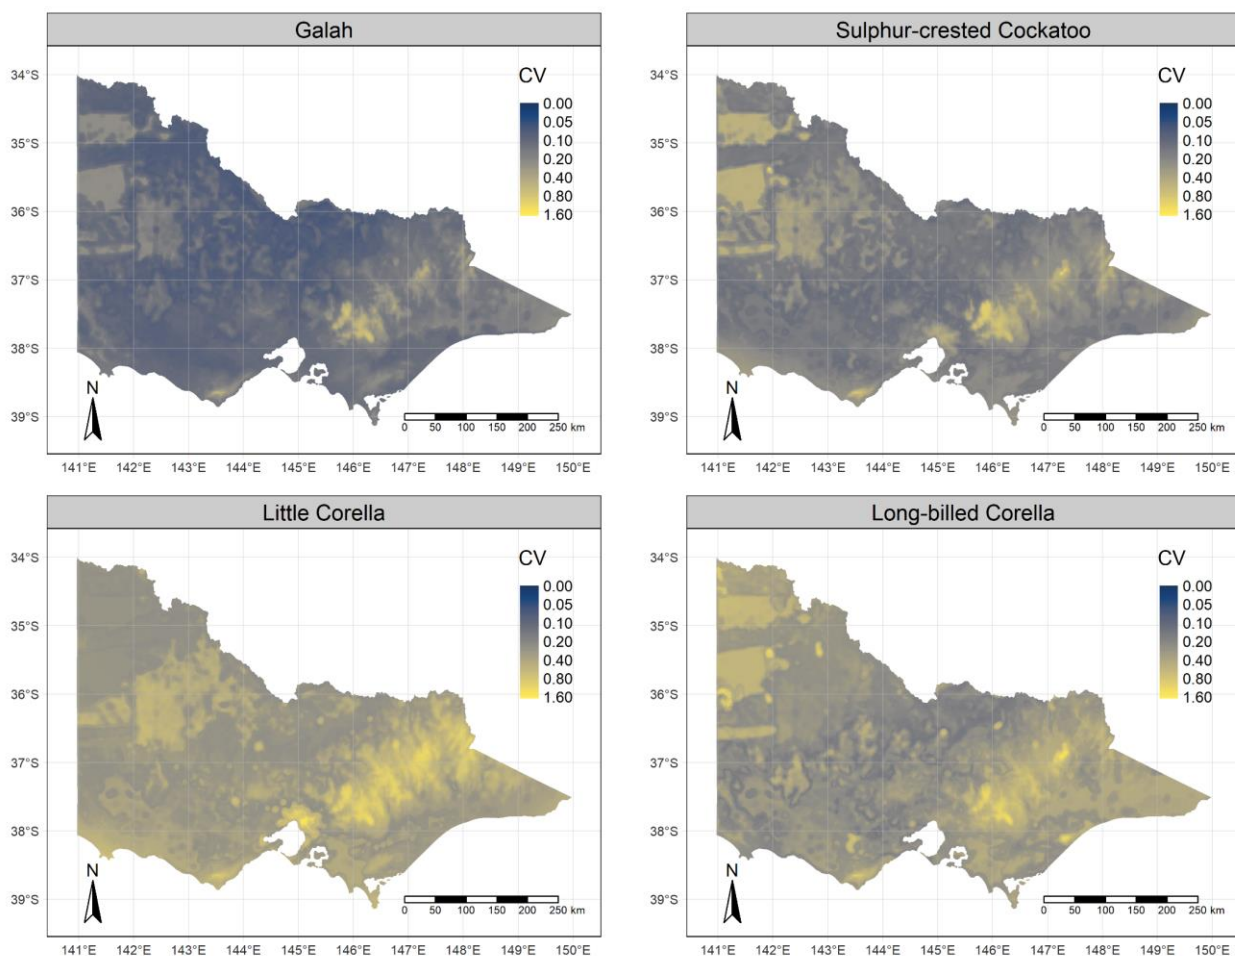 Galah
CV
0.00
0.05
0.10
0.20
0.40
0.80
1.60
34°S
35°S
36°S
37°S
38°S
39°S
N
0 50 100 150 200 250 km
141°E 142°E 143°E 144°E 145°E 146°E 147°E 148°E 149°E 150°E
Sulphur-crested Cockatoo
CV
0.00
0.05
0.10
0.20
0.40
0.80
1.60
34°S
35°S
36°S
37°S
38°S
39°S
N
0 50 100 150 200 250 km
141°E 142°E 143°E 144°E 145°E 146°E 147°E 148°E 149°E 150°E
Little Corella
CV
0.00
0.05
0.10
0.20
0.40
0.80
1.60
34°S
35°S
36°S
37°S
38°S
39°S
N
0 50 100 150 200 250 km
141°E 142°E 143°E 144°E 145°E 146°E 147°E 148°E 149°E 150°E
Long-billed Corella
CV
0.00
0.05
0.10
0.20
0.40
0.80
1.60
34°S
35°S
36°S
37°S
38°S
39°S
N
0 50 100 150 200 250 km
141°E 142°E 143°E 144°E 145°E 146°E 147°E 148°E 149°E 150°E